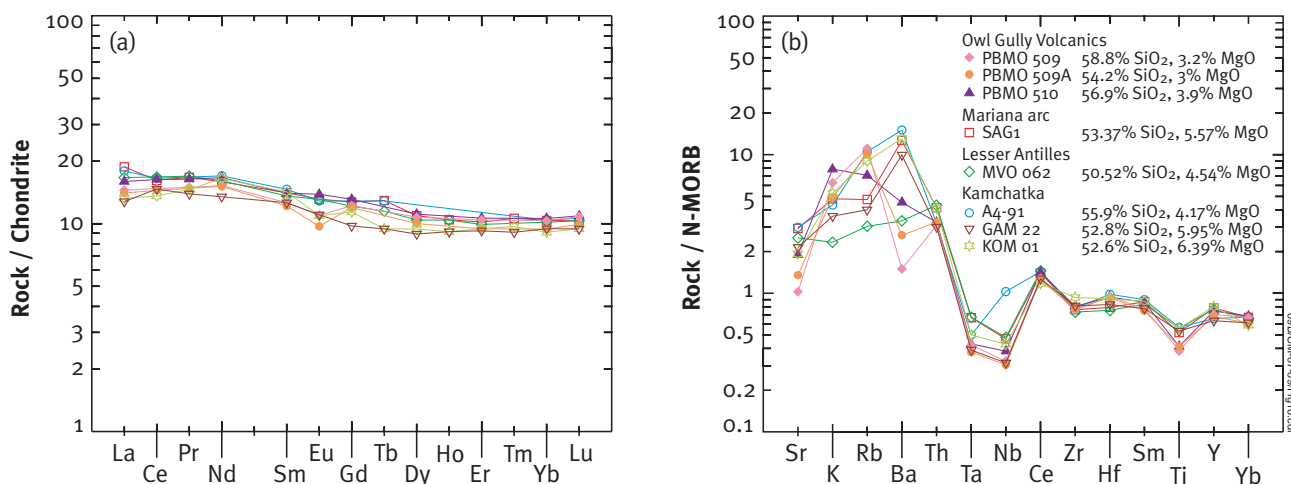 (a)
Rock / Chondrite
100
50
30
20
10
5
3
2
1
La Ce Pr Nd Sm Eu Gd Tb Dy Ho Er Tm Yb Lu
(b)
Rock / N-MORB
100
50
20
10
5
2
1
0.5
0.2
0.1
Sr K Rb Ba Th Ta Nb Ce Zr Hf Sm Ti Y Yb
Owl Gully Volcanics
PBMO 509 58.8% SiO₂, 3.2% MgO
PBMO 509A 54.2% SiO₂, 3% MgO
PBMO 510 56.9% SiO₂, 3.9% MgO
Mariana arc
SAG1 53.37% SiO₂, 5.57% MgO
Lesser Antilles
MVO 062 50.52% SiO₂, 4.54% MgO
Kamchatka
A4-91 55.9% SiO₂, 4.17% MgO
GAM 22 52.8% SiO₂, 5.95% MgO
KOM 01 52.6% SiO₂, 6.39% MgO